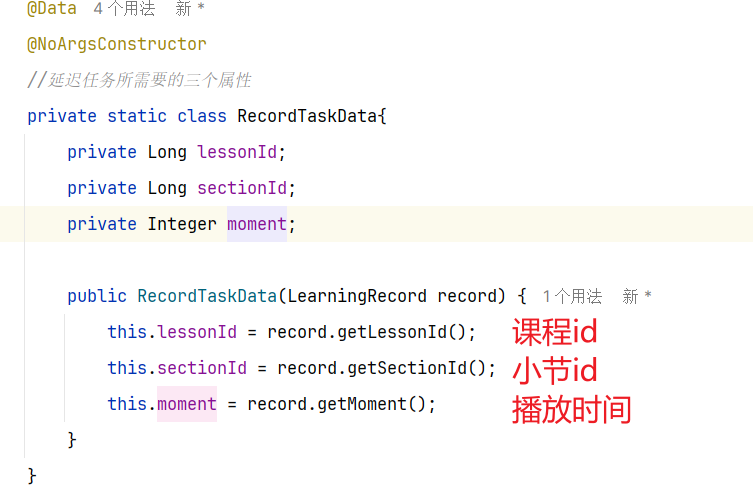 @Data 4 个用法 新 *
@NoArgsConstructor
//延迟任务所需要的三个属性
private static class RecordTaskData{
private Long lessonId;
private Long sectionId;
private Integer moment;
public RecordTaskData(LearningRecord record) { 1 个用法 新 *
this.lessonId = record.getLessonId(); 课程id
this.sectionId = record.getSectionId(); 小节id
this.moment = record.getMoment(); 播放时间
}
}